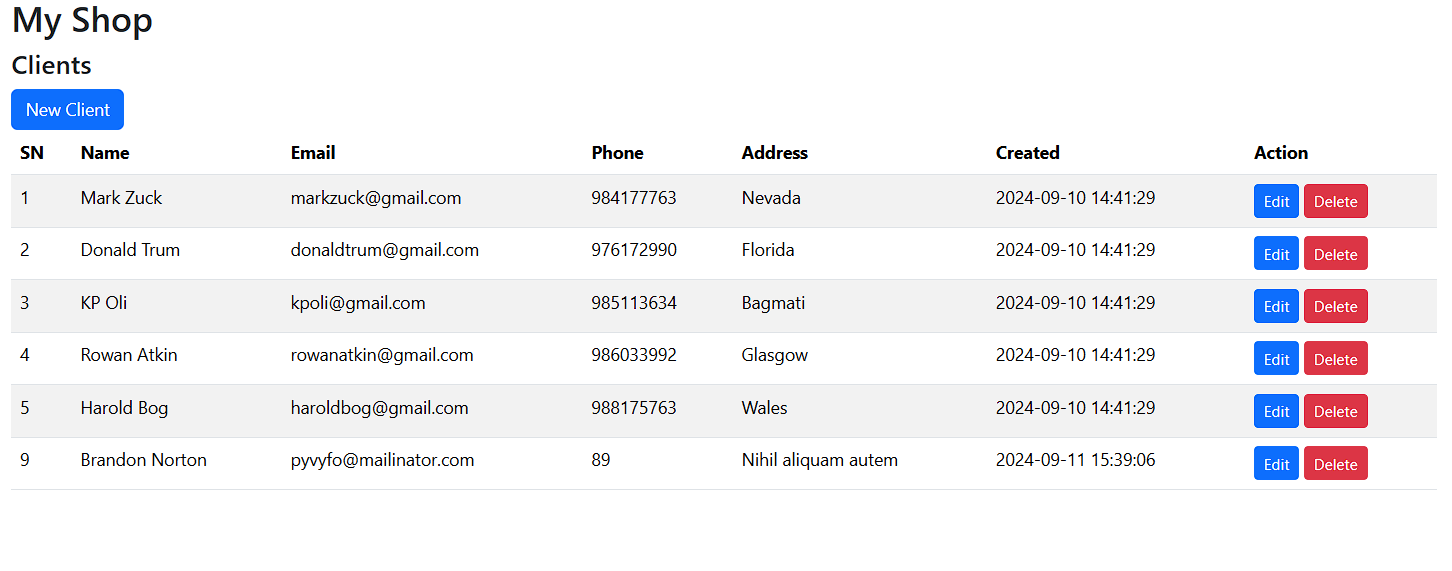 My Shop
Clients
New Client
SN Name Email Phone Address Created Action
1 Mark Zuck markzuck@gmail.com 984177763 Nevada 2024-09-10 14:41:29 Edit Delete
2 Donald Trum donaldtrum@gmail.com 976172990 Florida 2024-09-10 14:41:29 Edit Delete
3 KP Oli kpoli@gmail.com 985113634 Bagmati 2024-09-10 14:41:29 Edit Delete
4 Rowan Atkin rowanatkin@gmail.com 986033992 Glasgow 2024-09-10 14:41:29 Edit Delete
5 Harold Bog haroldbog@gmail.com 988175763 Wales 2024-09-10 14:41:29 Edit Delete
9 Brandon Norton pyvyfo@mailinator.com 89 Nihil aliquam autem 2024-09-11 15:39:06 Edit Delete